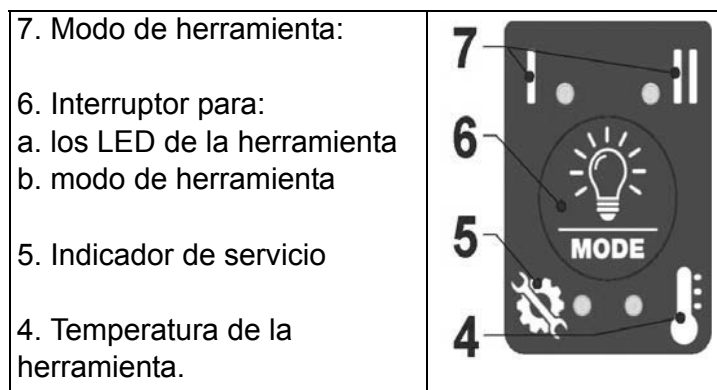 7. Modo de herramienta:
6. Interruptor para:
a. los LED de la herramienta
b. modo de herramienta
5. Indicador de servicio
4. Temperatura de la
herramienta.
7
I
II
6
MODE
5
4